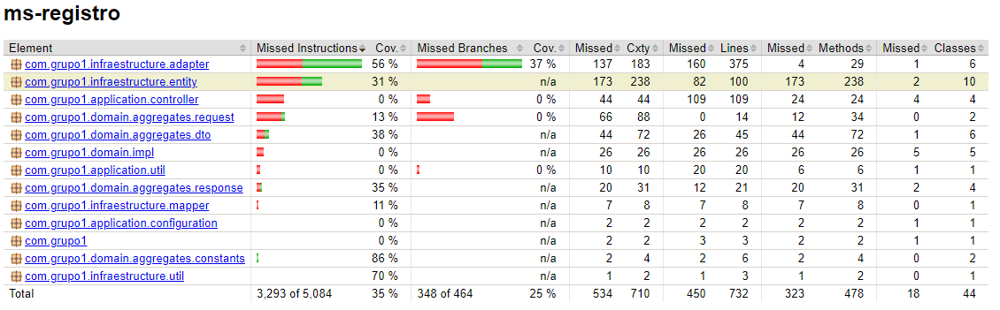 ms-registro
Element Missed Instructions Cov. Missed Branches Cov. Missed Cxty Missed Lines Missed Methods Missed Classes
com.grupo1.infraestructure.adapter 56 % 37 % 137 183 160 375 4 29 1 6
com.grupo1.infraestructure.entity 31 % n/a 173 238 82 100 173 238 2 10
com.grupo1.application.controller 0 % 0 % 44 44 109 109 24 24 4 4
com.grupo1.domain.aggregates.request 13 % 0 % 66 88 0 14 12 34 0 2
com.grupo1.domain.aggregates.dto 38 % n/a 44 72 26 45 44 72 1 6
com.grupo1.domain.impl 0 % n/a 26 26 26 26 26 26 5 5
com.grupo1.application.util 0 % 0 % 10 10 20 20 6 6 1 1
com.grupo1.domain.aggregates.response 35 % n/a 20 31 12 21 20 31 2 4
com.grupo1.infraestructure.mapper 11 % n/a 7 8 7 8 7 8 0 1
com.grupo1.application.configuration 0 % n/a 2 2 2 2 2 2 1 1
com.grupo1 0 % n/a 2 2 3 3 2 2 1 1
com.grupo1.domain.aggregates.constants 86 % n/a 2 4 2 6 2 4 0 2
com.grupo1.infraestructure.util 70 % n/a 1 2 1 3 1 2 0 1
Total 3,293 of 5,084 35 % 348 of 464 25 % 534 710 450 732 323 478 18 44